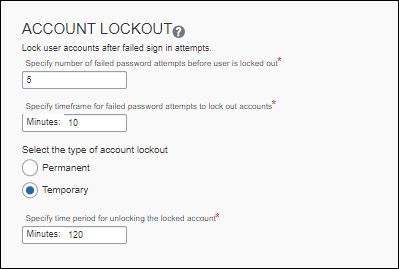 ACCOUNT LOCKOUT?
Lock user accounts after failed sign in attempts.
Specify number of failed password attempts before user is locked out*
5
Specify timeframe for failed password attempts to lock out accounts*
Minutes: 10
Select the type of account lockout
Permanent
Temporary
Specify time period for unlocking the locked account*
Minutes: 120